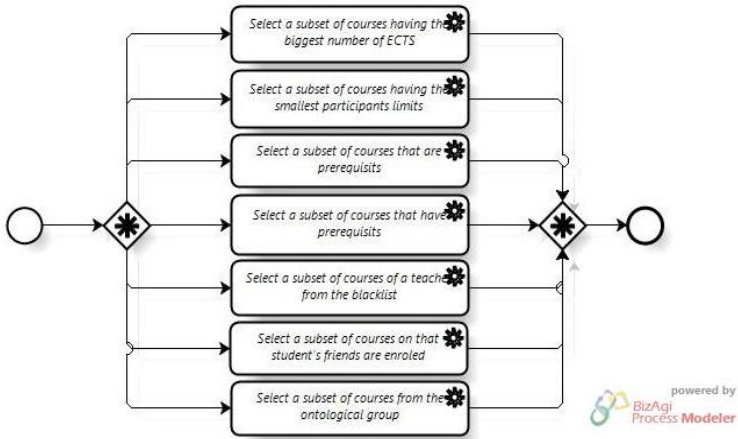 Select a subset of courses having the
biggest number of ECTS
Select a subset of courses having the
smallest participants limits
Select a subset of courses that are
prerequisits
Select a subset of courses that have
prerequisits
Select a subset of courses of a teacher
from the blacklist
Select a subset of courses on that
student's friends are enroled
Select a subset of courses from the
ontological group
powered by
BizAgi
Process Modeler